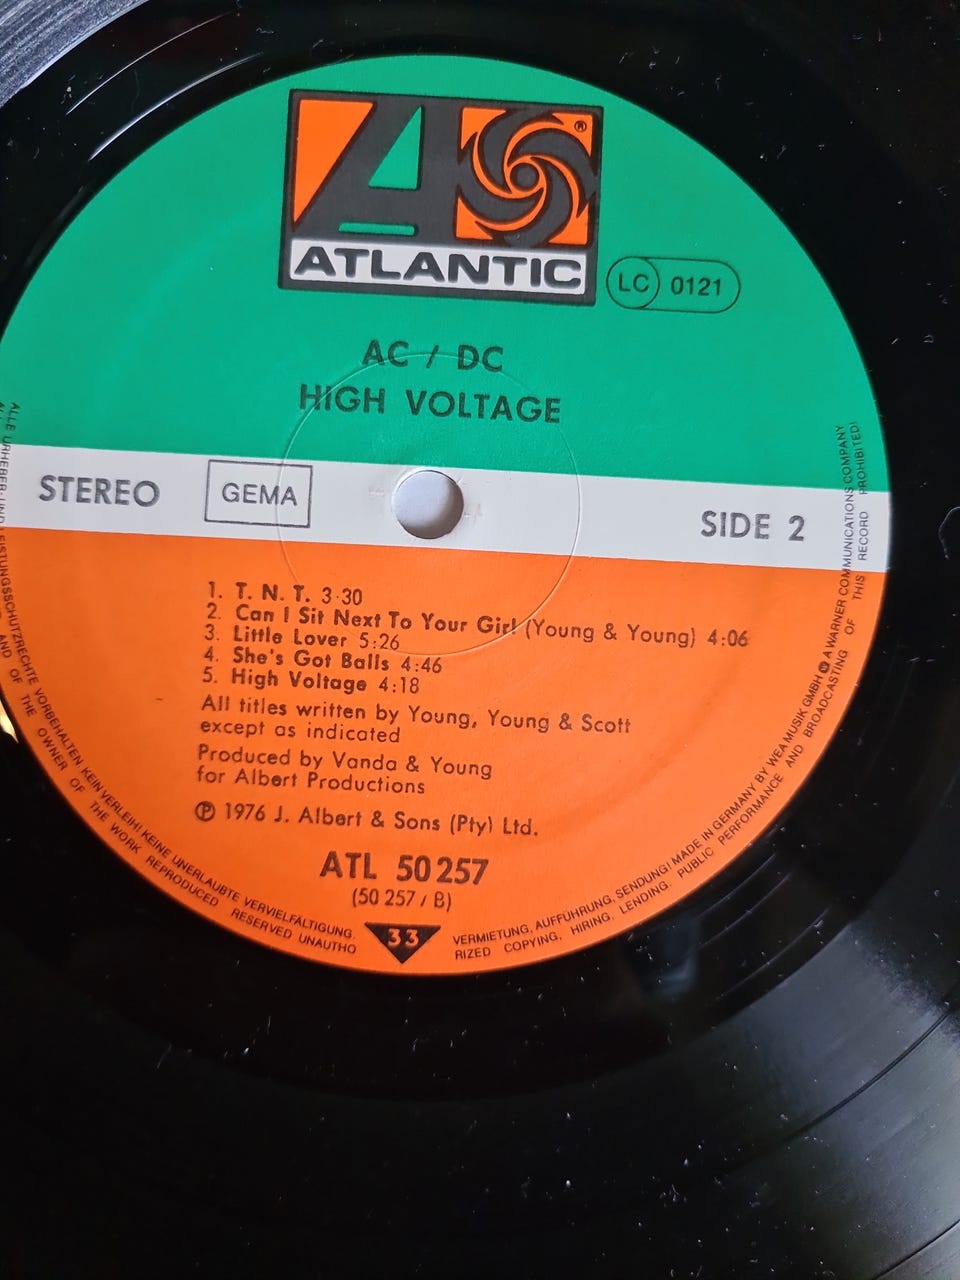 ®
ATLANTIC
LC 0121
AC / DC
HIGH VOLTAGE
STEREO
GEMA
SIDE 2
1. T. N. T. 3·30
2. Can I Sit Next To Your Girl (Young & Young) 4:06
3. Little Lover 5:26
4. She's Got Balls 4:46
5. High Voltage 4:18
All titles written by Young, Young & Scott
except as indicated
Produced by Vanda & Young
for Albert Productions
℗ 1976 J. Albert & Sons (Pty) Ltd.
ATL 50 257
(50 257 / B)
33
ALLE URHEBER- UND LEISTUNGSSCHUTZRECHTE VORBEHALTEN KEIN VERLEIH! KEINE UNERLAUBTE VERVIELFÄLTIGUNG,
VERMIETUNG, AUFFÜHRUNG, SENDUNG! MADE IN GERMANY BY WEA MUSIK GMBH A WARNER COMMUNICATIONS COMPANY
AND OF THE OWNER OF THE WORK REPRODUCED RESERVED UNAUTHO
RIZED COPYING, HIRING, LENDING, PUBLIC PERFORMANCE AND BROADCASTING OF THIS RECORD PROHIBITED!